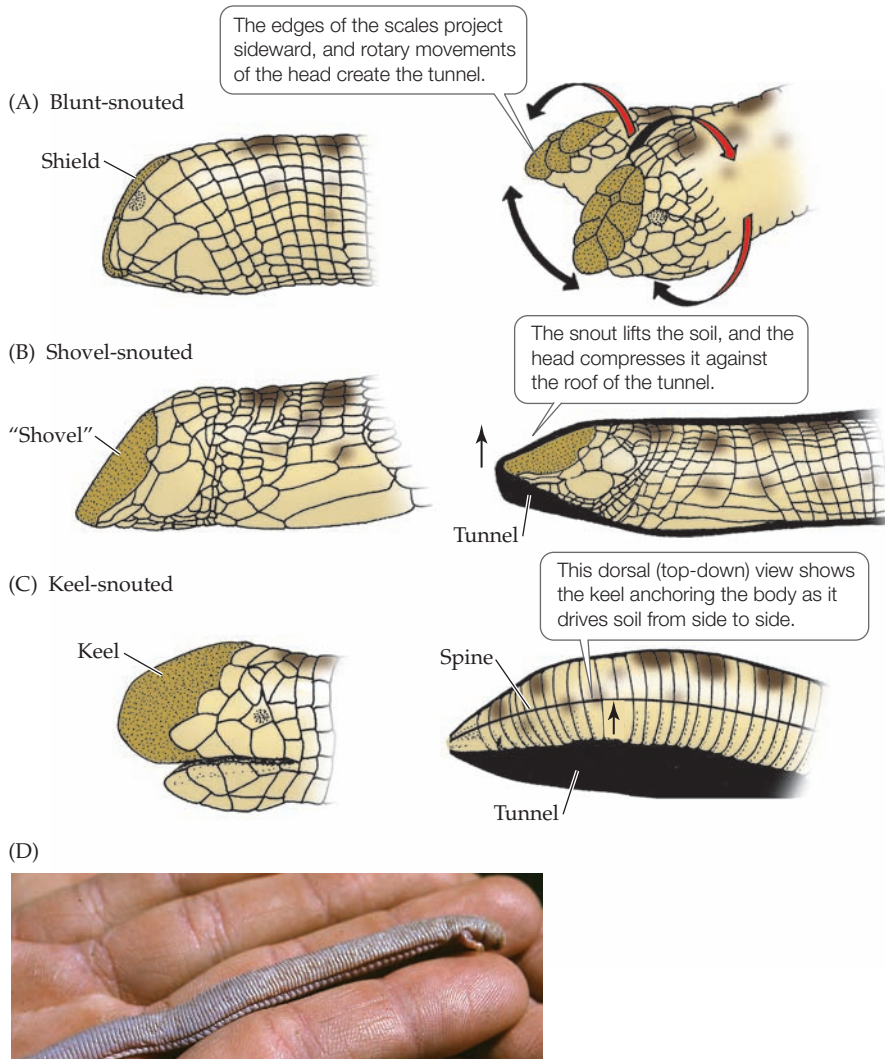 The edges of the scales project
sideward, and rotary movements
of the head create the tunnel.
(A) Blunt-snouted
Shield
(B) Shovel-snouted
The snout lifts the soil, and the
head compresses it against
the roof of the tunnel.
“Shovel”
Tunnel
(C) Keel-snouted
This dorsal (top-down) view shows
the keel anchoring the body as it
drives soil from side to side.
Keel
Spine
Tunnel
(D)